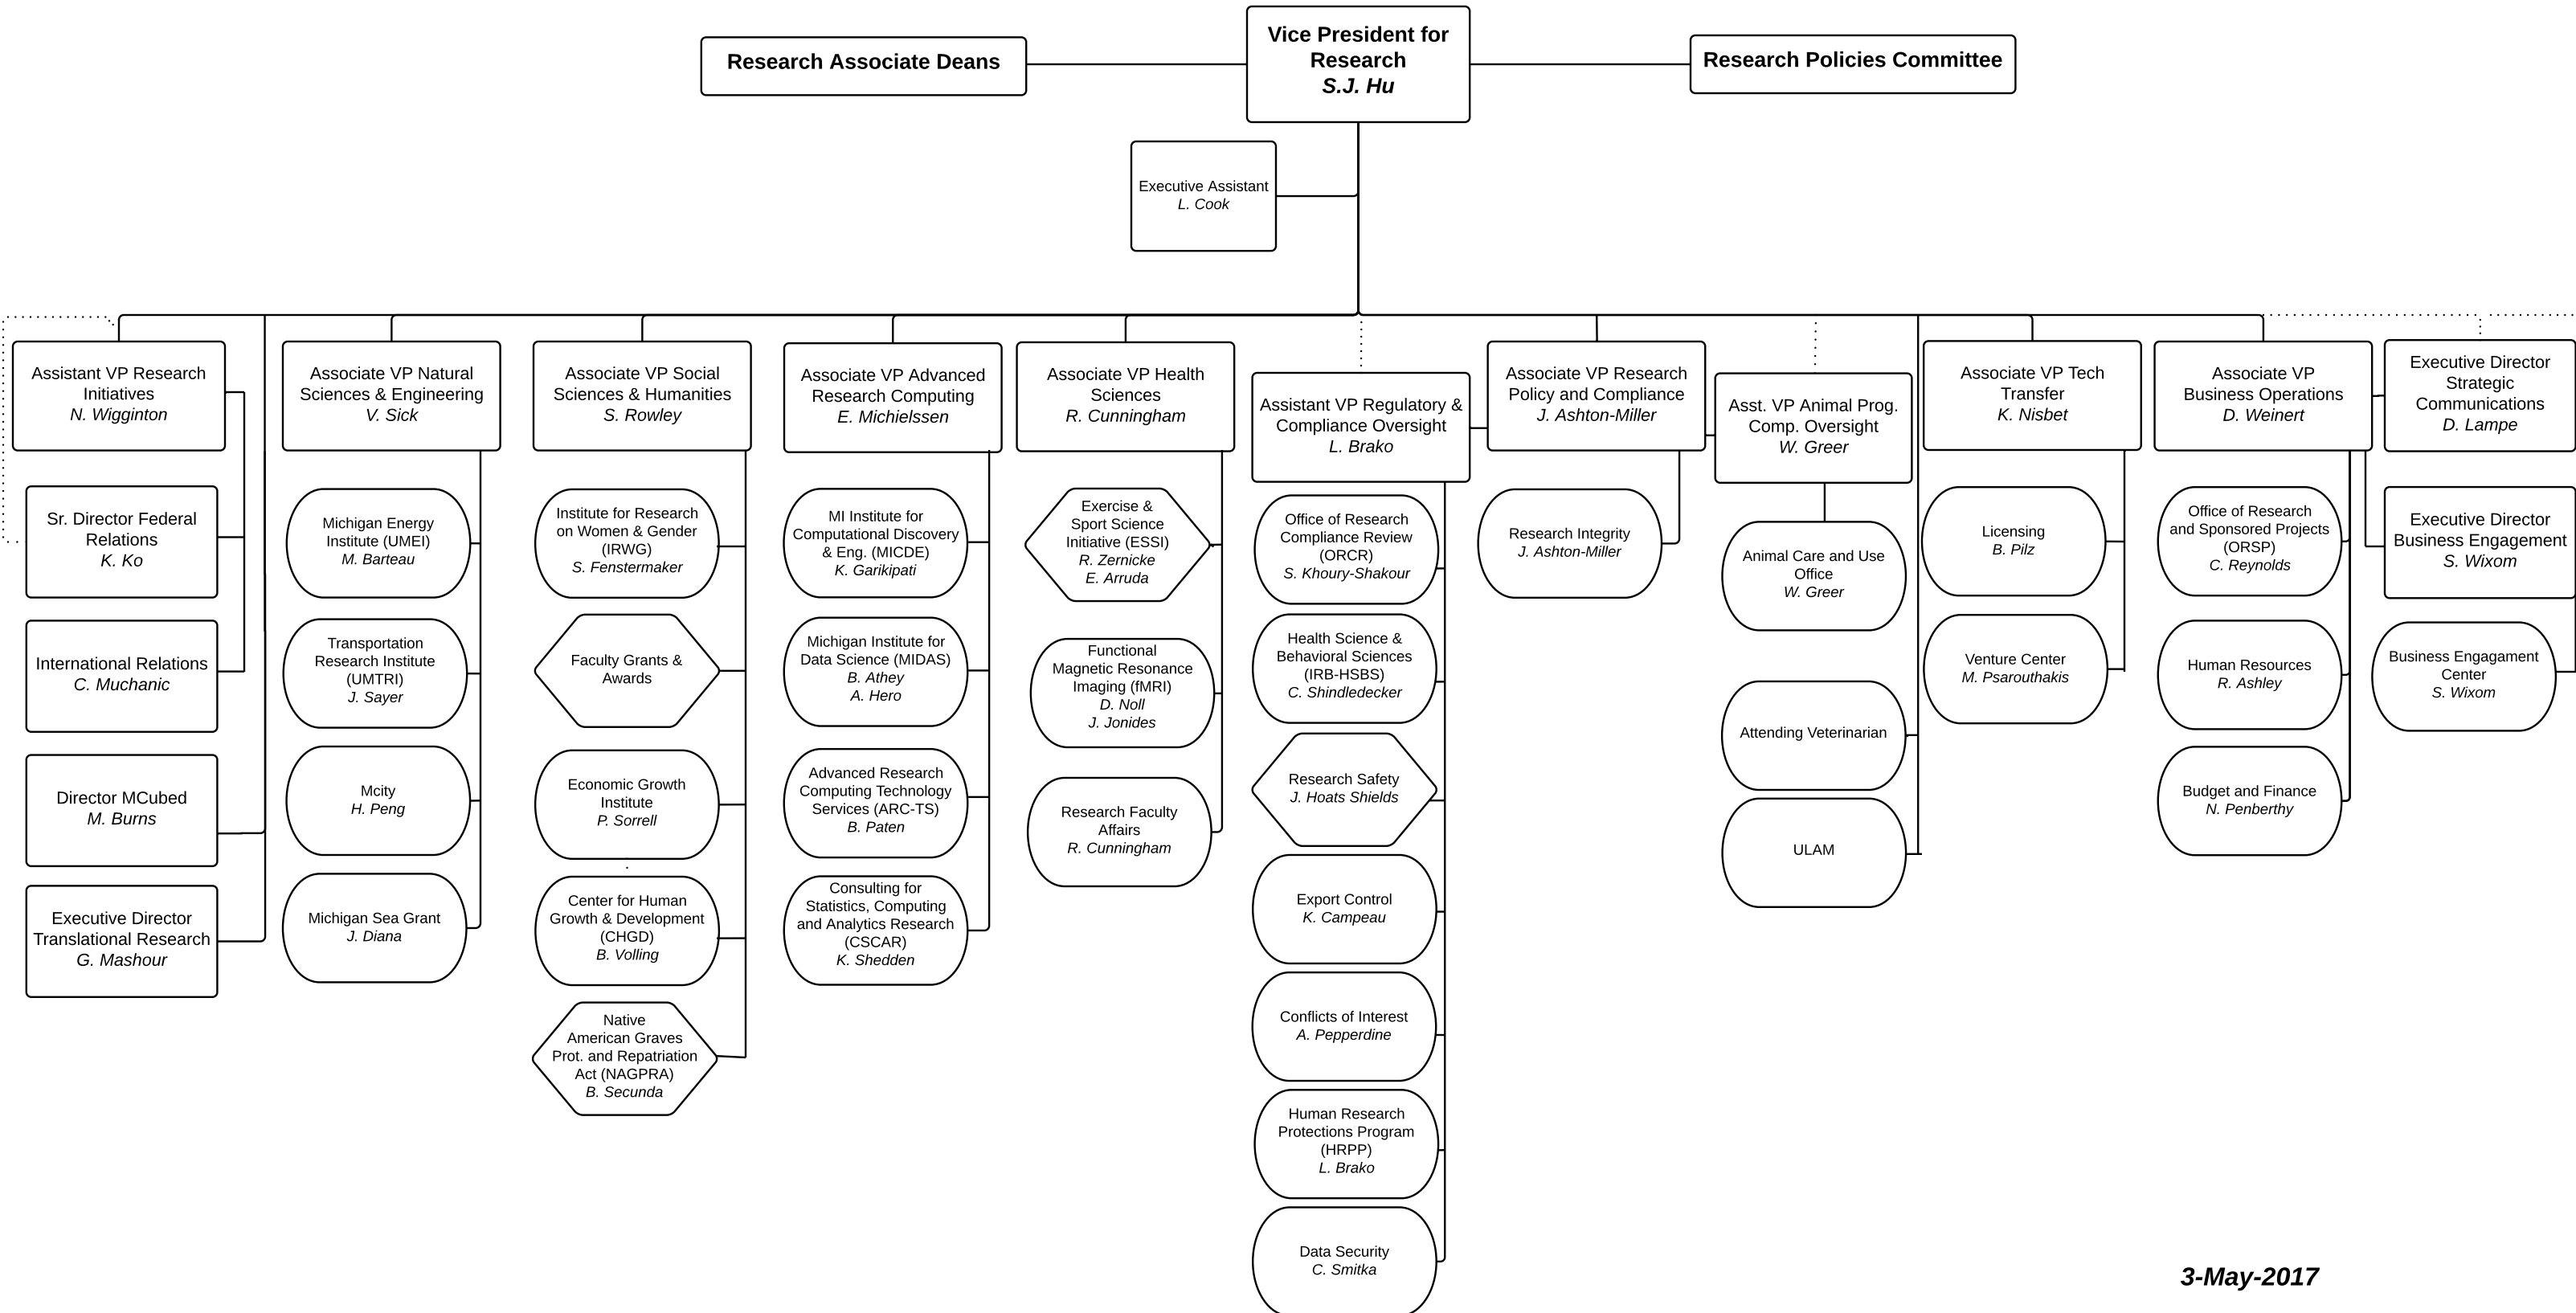 Vice President for
Research
S.J. Hu
Research Associate Deans
Research Policies Committee
Executive Assistant
L. Cook
Assistant VP Research
Initiatives
N. Wigginton
Sr. Director Federal
Relations
K. Ko
International Relations
C. Muchanic
Director MCubed
M. Burns
Executive Director
Translational Research
G. Mashour
Associate VP Natural
Sciences & Engineering
V. Sick
Michigan Energy
Institute (UMEI)
M. Barteau
Transportation
Research Institute
(UMTRI)
J. Sayer
Mcity
H. Peng
Michigan Sea Grant
J. Diana
Associate VP Social
Sciences & Humanities
S. Rowley
Institute for Research
on Women & Gender
(IRWG)
S. Fenstermaker
Faculty Grants &
Awards
Economic Growth
Institute
P. Sorrell
Center for Human
Growth & Development
(CHGD)
B. Volling
Native
American Graves
Prot. and Repatriation
Act (NAGPRA)
B. Secunda
Associate VP Advanced
Research Computing
E. Michielssen
MI Institute for
Computational Discovery
& Eng. (MICDE)
K. Garikipati
Michigan Institute for
Data Science (MIDAS)
B. Athey
A. Hero
Advanced Research
Computing Technology
Services (ARC-TS)
B. Paten
Consulting for
Statistics, Computing
and Analytics Research
(CSCAR)
K. Shedden
Associate VP Health
Sciences
R. Cunningham
Exercise &
Sport Science
Initiative (ESSI)
R. Zernicke
E. Arruda
Functional
Magnetic Resonance
Imaging (fMRI)
D. Noll
J. Jonides
Research Faculty
Affairs
R. Cunningham
Assistant VP Regulatory &
Compliance Oversight
L. Brako
Office of Research
Compliance Review
(ORCR)
S. Khoury-Shakour
Health Science &
Behavioral Sciences
(IRB-HSBS)
C. Shindledecker
Research Safety
J. Hoats Shields
Export Control
K. Campeau
Conflicts of Interest
A. Pepperdine
Human Research
Protections Program
(HRPP)
L. Brako
Data Security
C. Smitka
Associate VP Research
Policy and Compliance
J. Ashton-Miller
Research Integrity
J. Ashton-Miller
Asst. VP Animal Prog.
Comp. Oversight
W. Greer
Animal Care and Use
Office
W. Greer
Attending Veterinarian
ULAM
Associate VP Tech
Transfer
K. Nisbet
Licensing
B. Pilz
Venture Center
M. Psarouthakis
Associate VP
Business Operations
D. Weinert
Office of Research
and Sponsored Projects
(ORSP)
C. Reynolds
Human Resources
R. Ashley
Budget and Finance
N. Penberthy
Executive Director
Strategic
Communications
D. Lampe
Executive Director
Business Engagement
S. Wixom
Business Engagament
Center
S. Wixom
3-May-2017